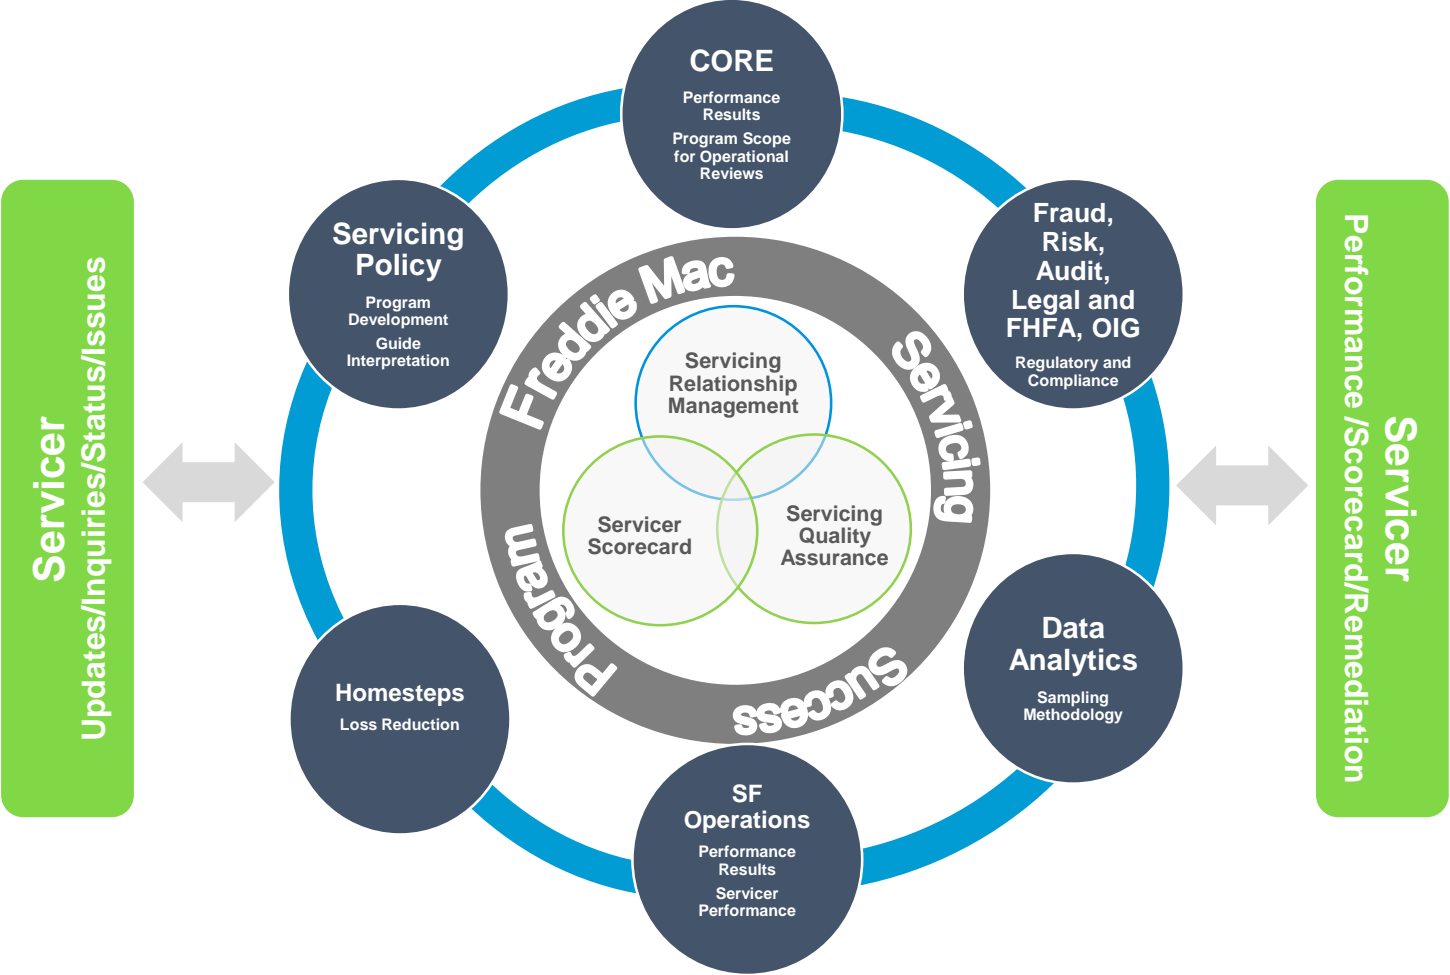 CORE
Performance
Results
Program Scope
for Operational
Reviews
Servicing
Policy
Program
Development
Guide
Interpretation
Fraud,
Risk,
Audit,
Legal and
FHFA, OIG
Regulatory and
Compliance
Servicer
Updates/Inquiries/Status/Issues
Freddie Mac
Servicing
Success
Program
Servicing
Relationship
Management
Servicer
Scorecard
Servicing
Quality
Assurance
Servicer
Performance /Scorecard/Remediation
Homesteps
Loss Reduction
Data
Analytics
Sampling
Methodology
SF
Operations
Performance
Results
Servicer
Performance